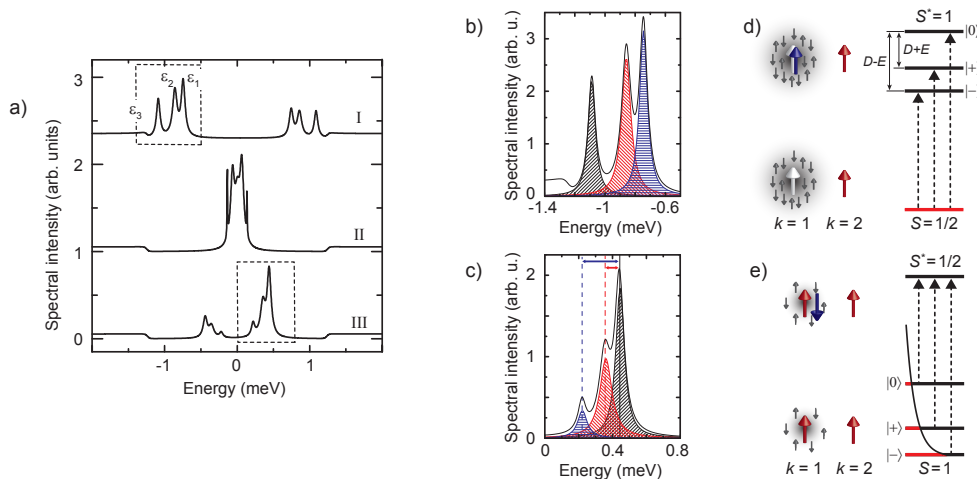 a)
Spectral intensity (arb. units)
3
2
1
0
ε3
ε2
ε1
I
II
III
-1
0
1
Energy (meV)
b)
Spectral intensity (arb. u.)
3
2
1
0
-1.4
-1
-0.6
Energy (meV)
c)
Spectral intensity (arb. u.)
2
1
0
0
0.4
0.8
Energy (meV)
d)
S*=1
|0⟩
D+E
D-E
|+⟩
|−⟩
k=1
k=2
S=1/2
e)
S*=1/2
|0⟩
|+⟩
|−⟩
k=1
k=2
S=1